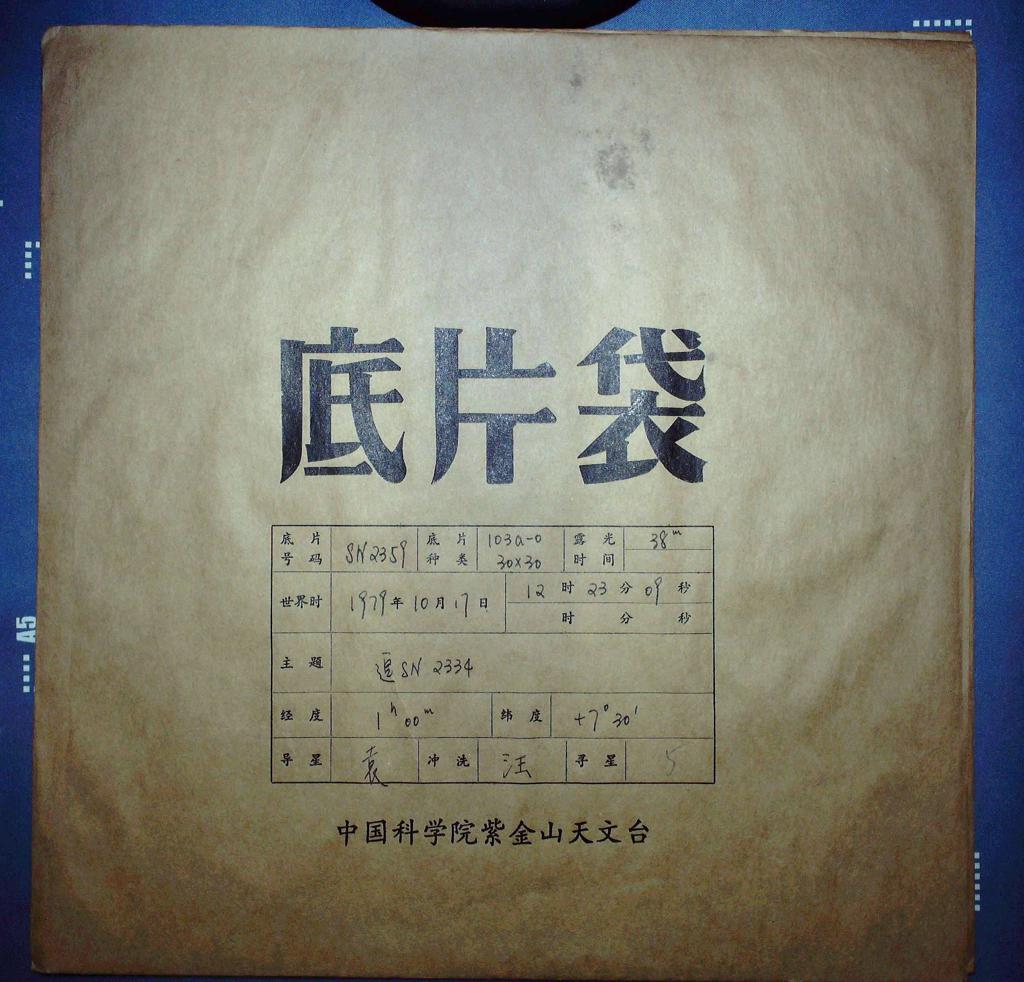 底片袋
底片号码 SN2359 底片种类 103a-0 30×30 露光时间 38ᵐ
世界时 1979年10月17日 12时23分09秒
时 分 秒
主题 追SN 2334
经度 1ʰ00ᵐ 纬度 +7°30′
导星 袁 冲洗 汪 寻星 5
中国科学院紫金山天文台
A5